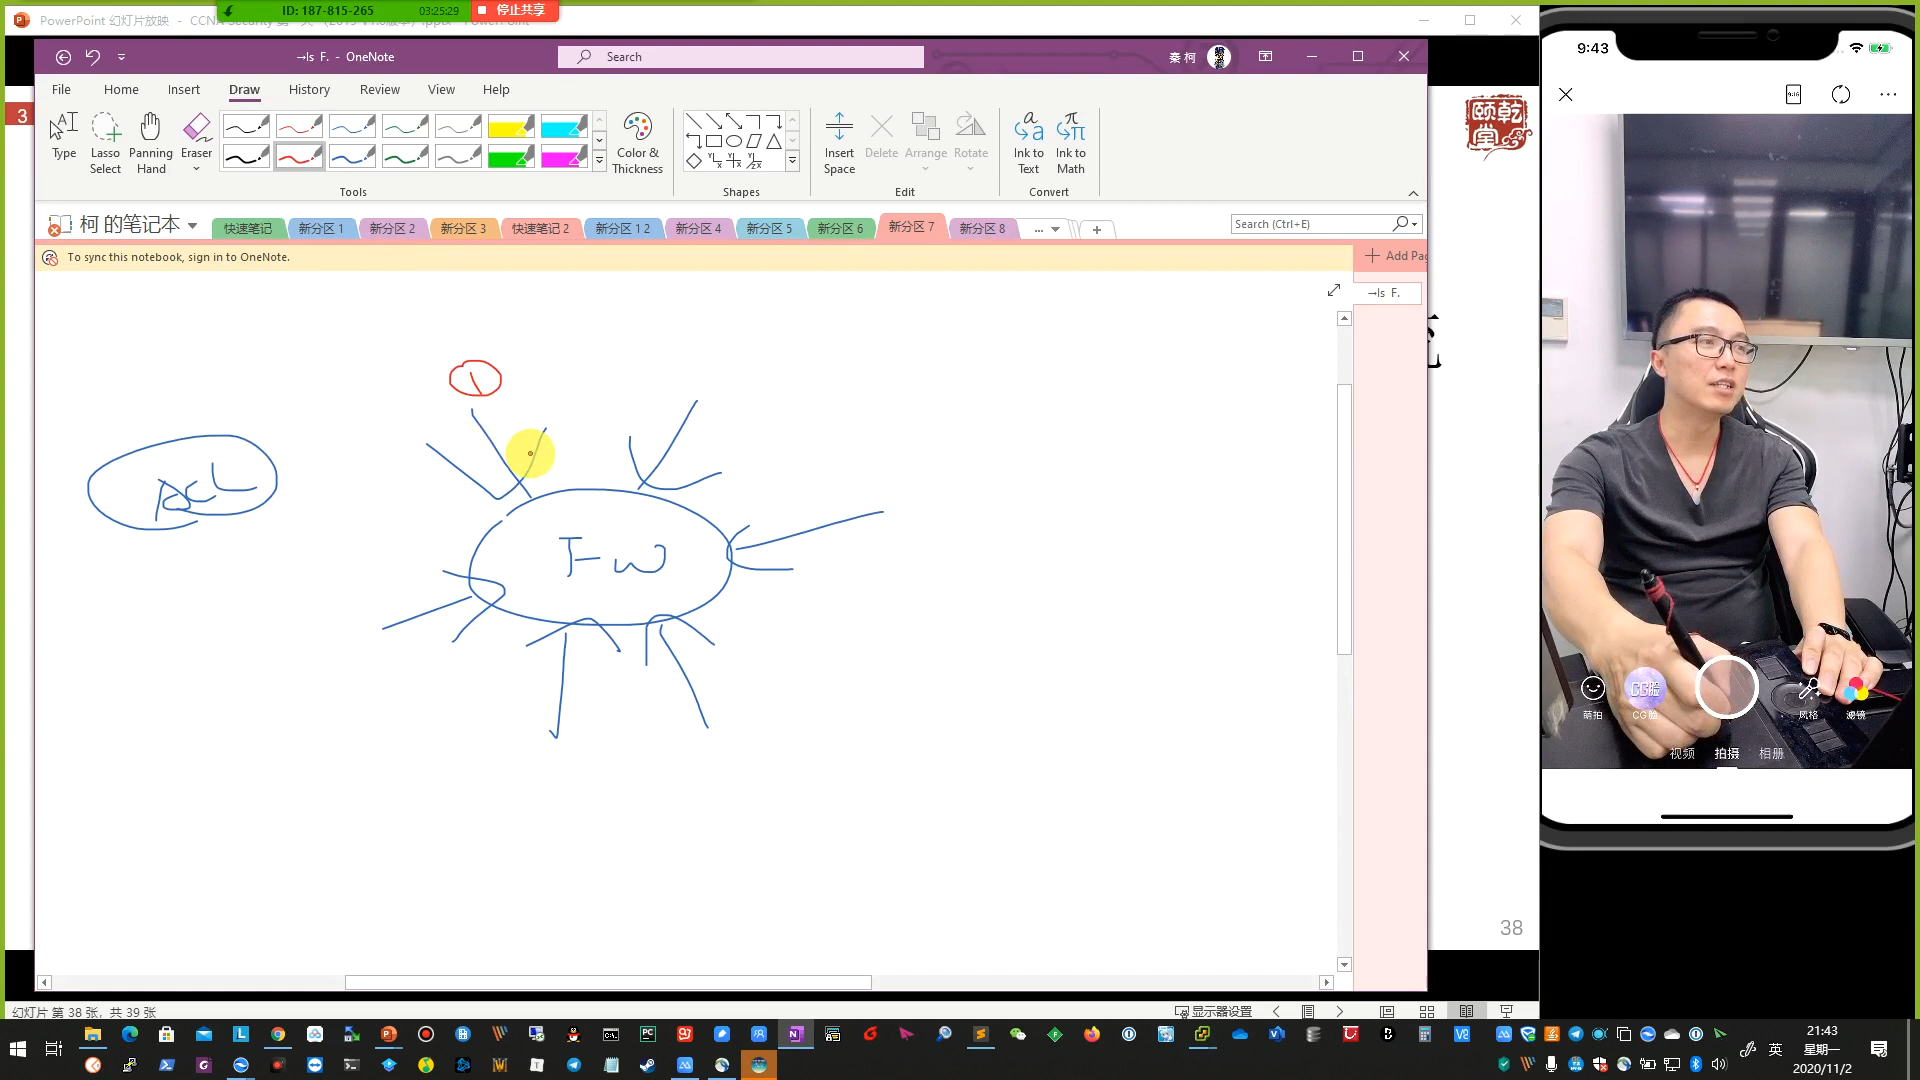 PowerPoint 幻灯片放映 - CCNA Security
ID: 187-815-265
03:25:29
停止共享
→Is F. - OneNote
Search
秦 柯
File
Home
Insert
Draw
History
Review
View
Help
Type
Lasso Select
Panning Hand
Eraser
Color & Thickness
Insert Space
Delete
Arrange
Rotate
Ink to Text
Ink to Math
Tools
Shapes
Edit
Convert
柯 的笔记本
快速笔记
新分区 1
新分区 2
新分区 3
快速笔记 2
新分区 1 2
新分区 4
新分区 5
新分区 6
新分区 7
新分区 8
...
Search (Ctrl+E)
To sync this notebook, sign in to OneNote.
Add Pag
→Is F.
3
颐乾堂
1
ACL
FW
38
幻灯片 第 38 张，共 39 张
显示器设置
9:43
萌拍
CG脸
风格
滤镜
视频
拍摄
相册
英
21:43
星期一
2020/11/2